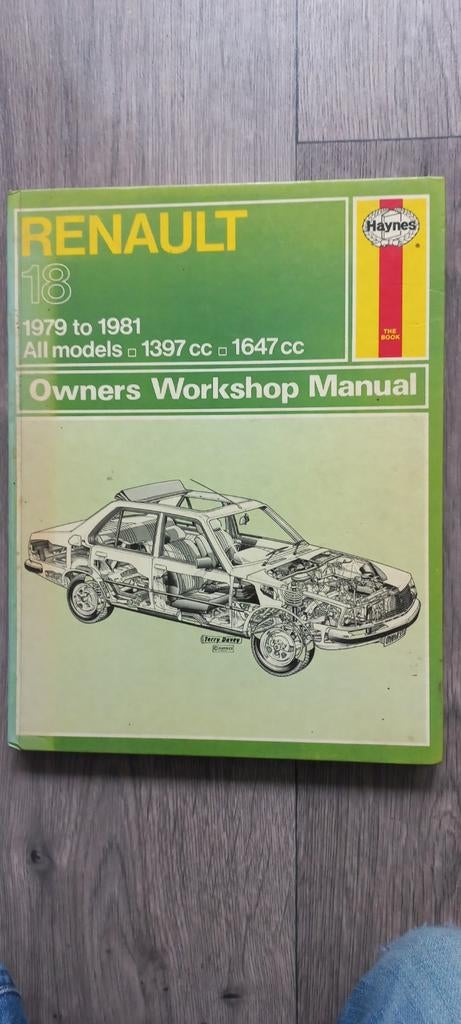 RENAULT
18
1979 to 1981
All models □ 1397 cc □ 1647 cc
Haynes
®
THE
BOOK
Owners Workshop Manual
Terry Davey
© HAYNES